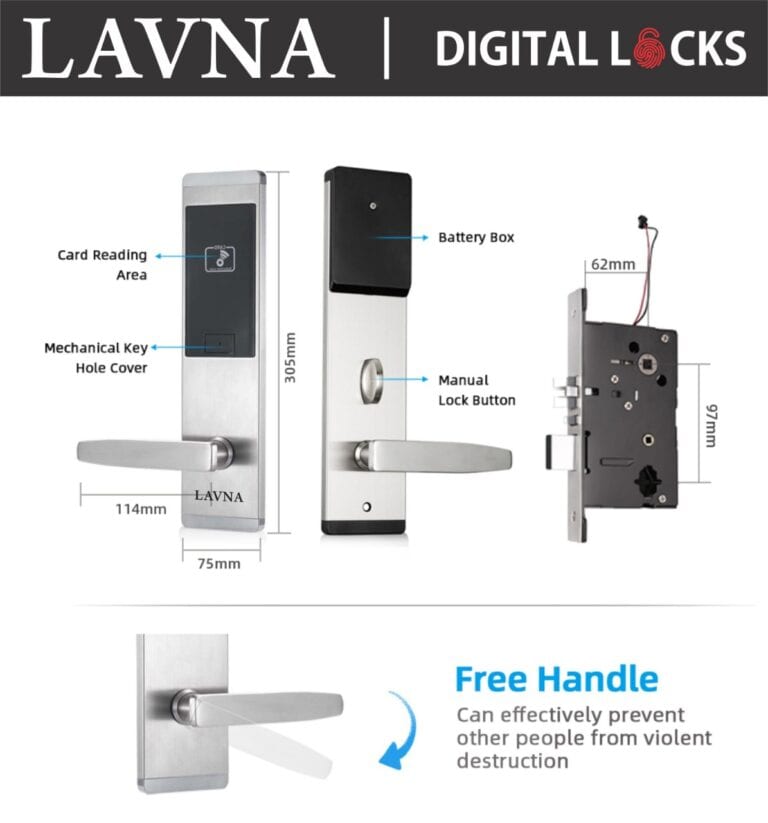 LAVNA | DIGITAL LOCKS
Card Reading
Area
Mechanical Key
Hole Cover
305mm
LAVNA
114mm
75mm
Battery Box
Manual
Lock Button
62mm
97mm
Free Handle
Can effectively prevent
other people from violent
destruction